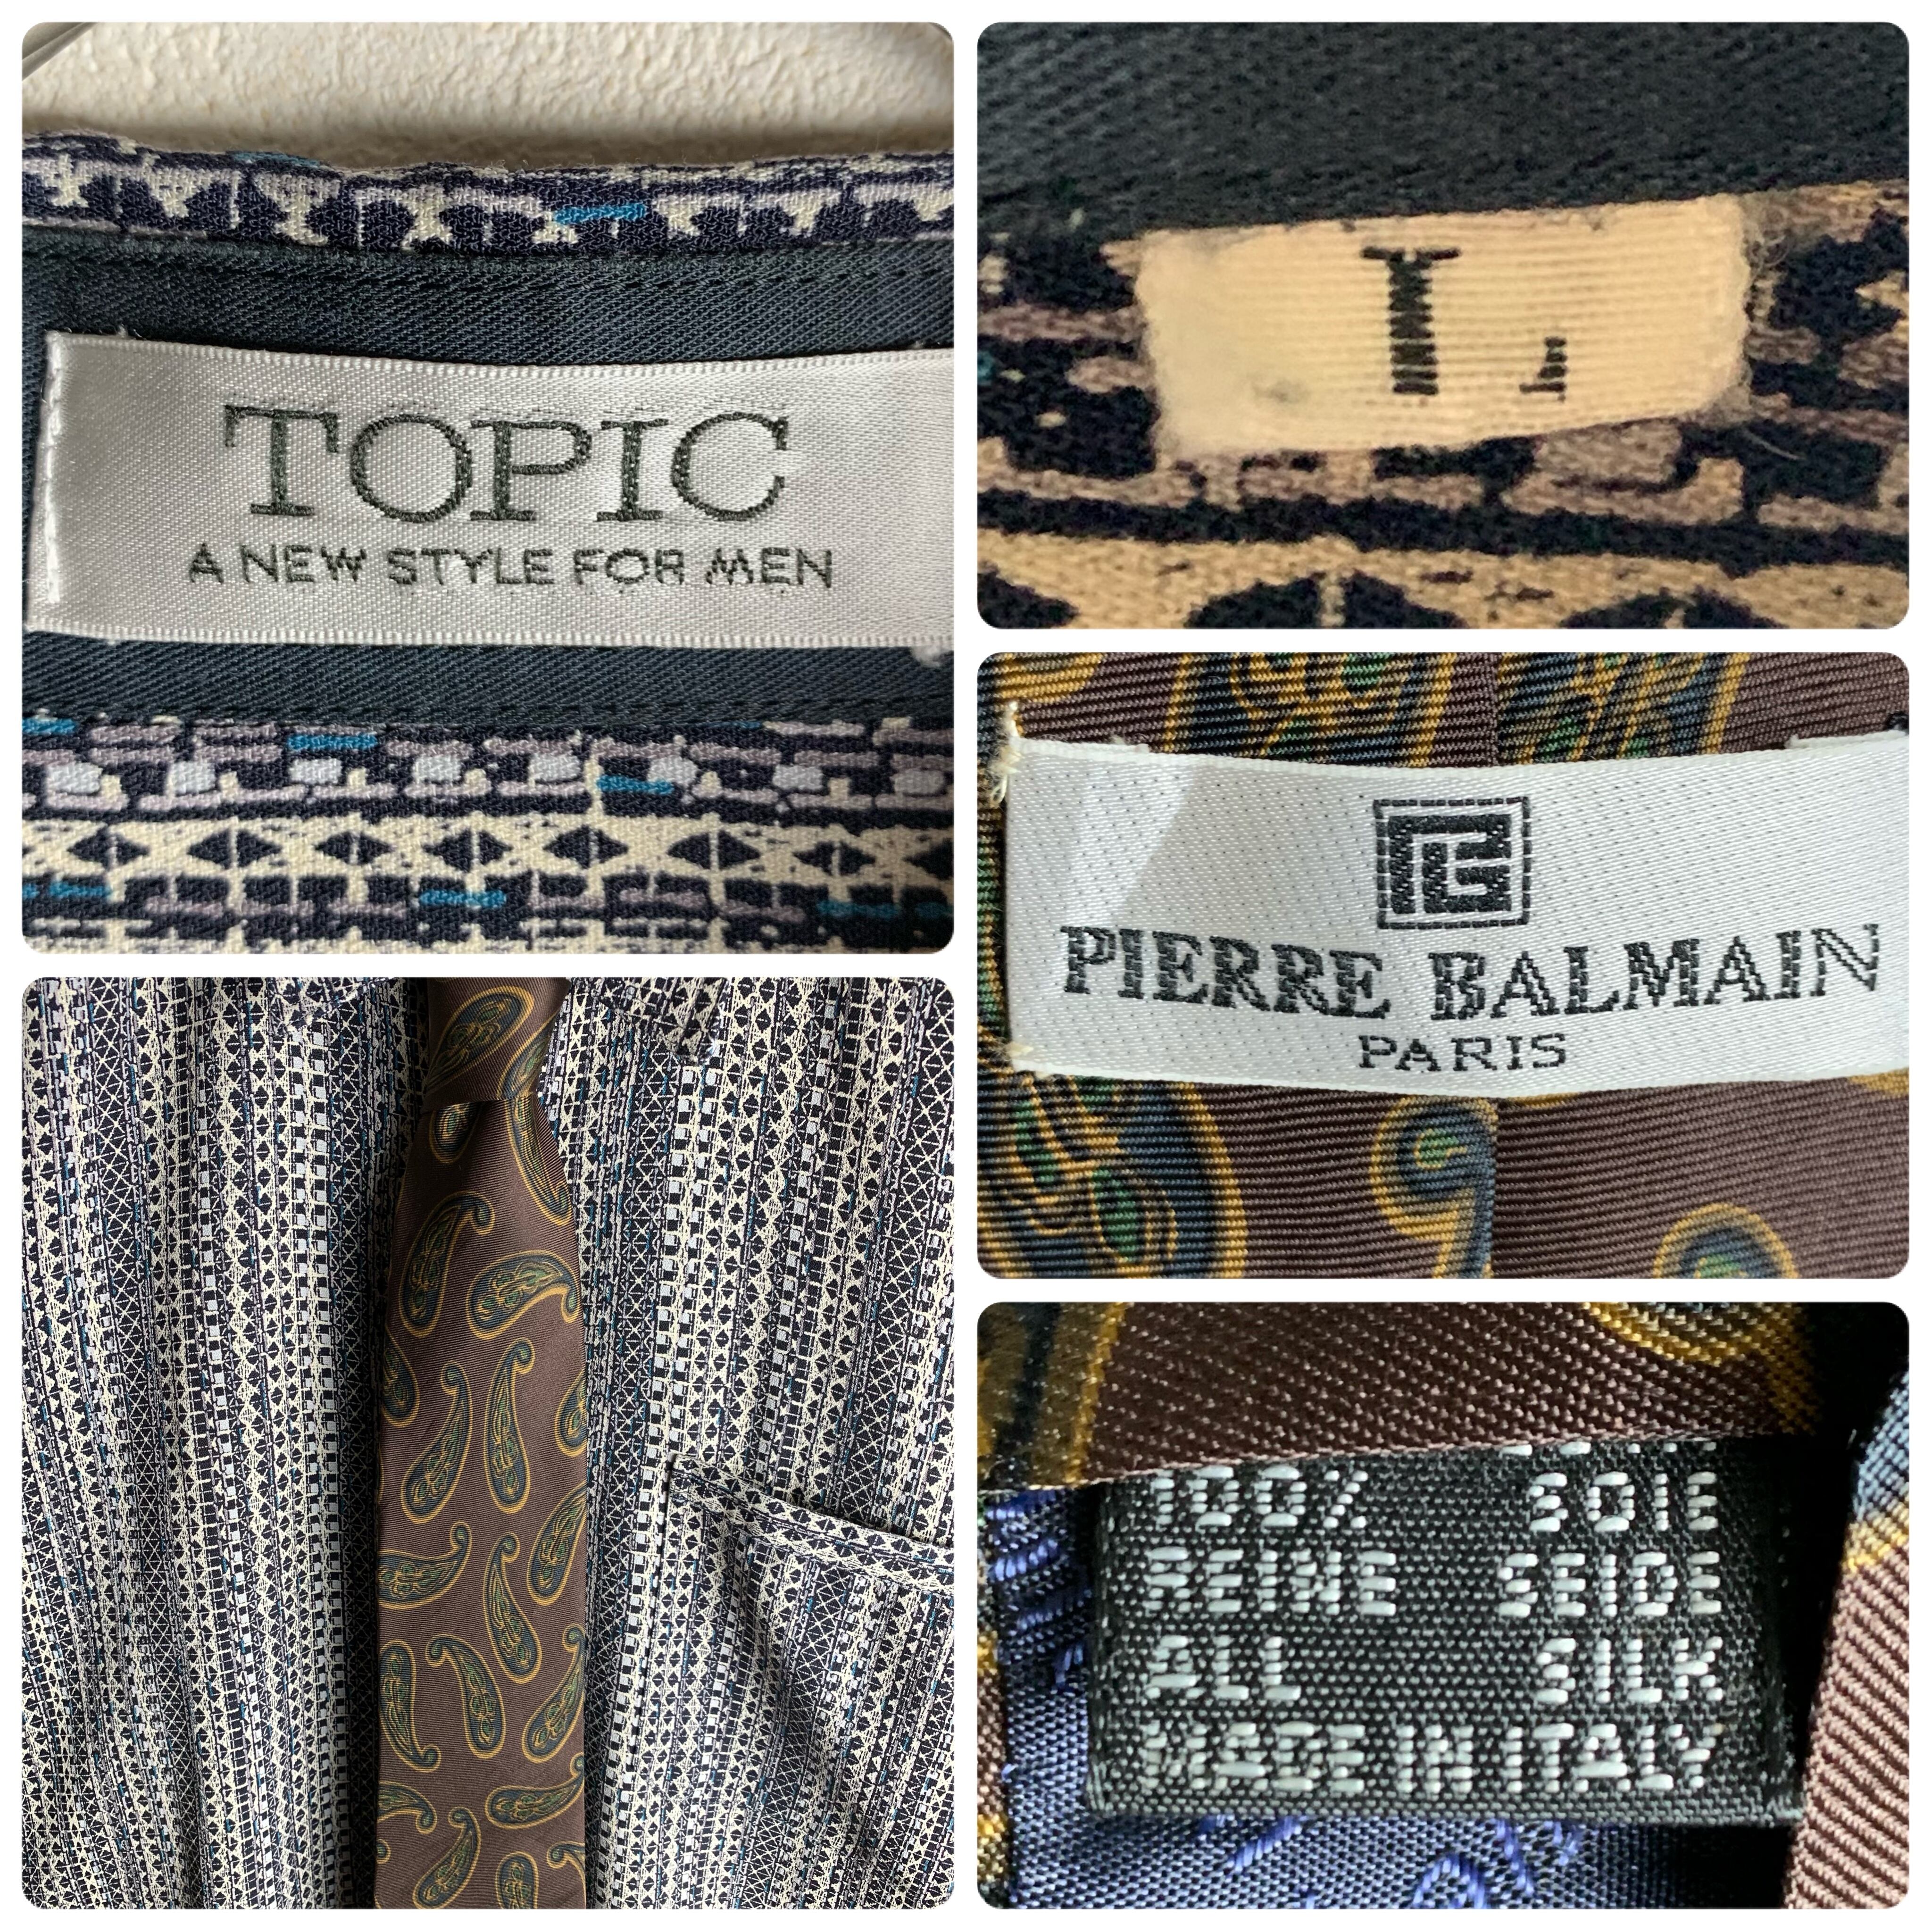 TOPIC
A NEW STYLE FOR MEN
L
PIERRE BALMAIN
PARIS
100% SOIE
REINE SEIDE
ALL SILK
MADE IN ITALY